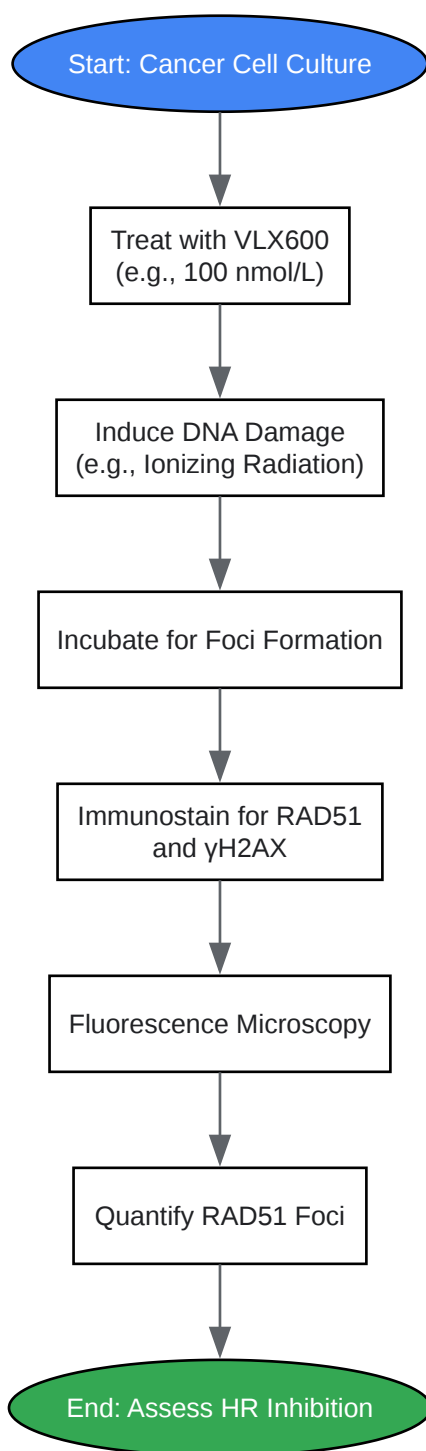 Start: Cancer Cell Culture
Treat with VLX600
(e.g., 100 nmol/L)
Induce DNA Damage
(e.g., Ionizing Radiation)
Incubate for Foci Formation
Immunostain for RAD51
and γH2AX
Fluorescence Microscopy
Quantify RAD51 Foci
End: Assess HR Inhibition